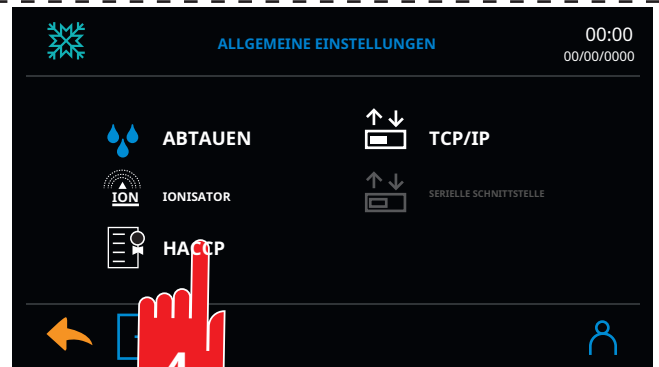 ALLGEMEINE EINSTELLUNGEN
00:00
00/00/0000
ABTAUEN
TCP/IP
ION
IONISATOR
SERIELLE SCHNITTSTELLE
HACCP
4